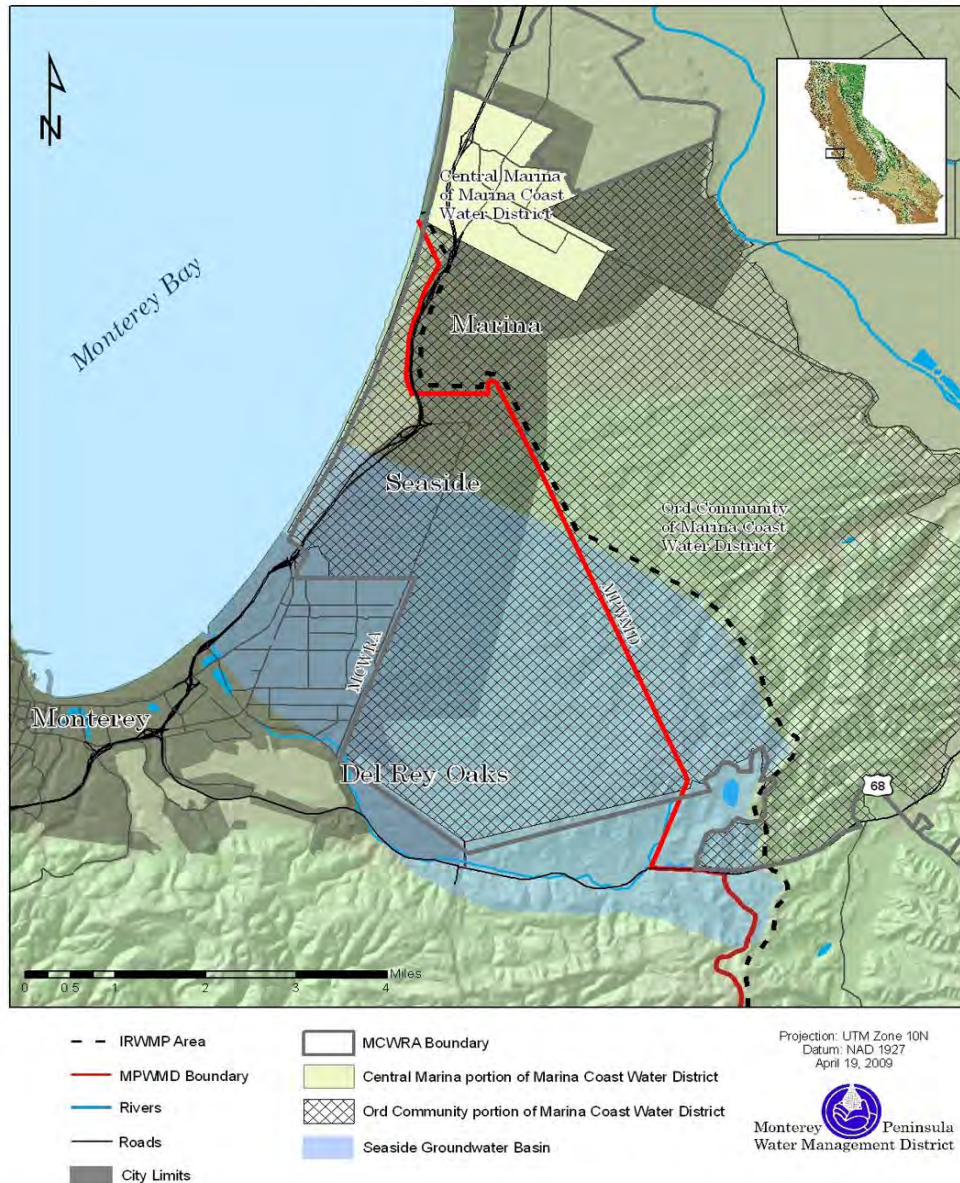 N
Monterey Bay
Central Marina
of Marina Coast
Water District
Marina
Seaside
Ord Community
of Marina Coast
Water District
MPWMD
MCWRA
Monterey
Del Rey Oaks
68
Miles
0 0.5 1 2 3 4
IRWMP Area
MPWMD Boundary
Rivers
Roads
City Limits
MCWRA Boundary
Central Marina portion of Marina Coast Water District
Ord Community portion of Marina Coast Water District
Seaside Groundwater Basin
Projection: UTM Zone 10N
Datum: NAD 1927
April 19, 2009
Monterey Peninsula
Water Management District